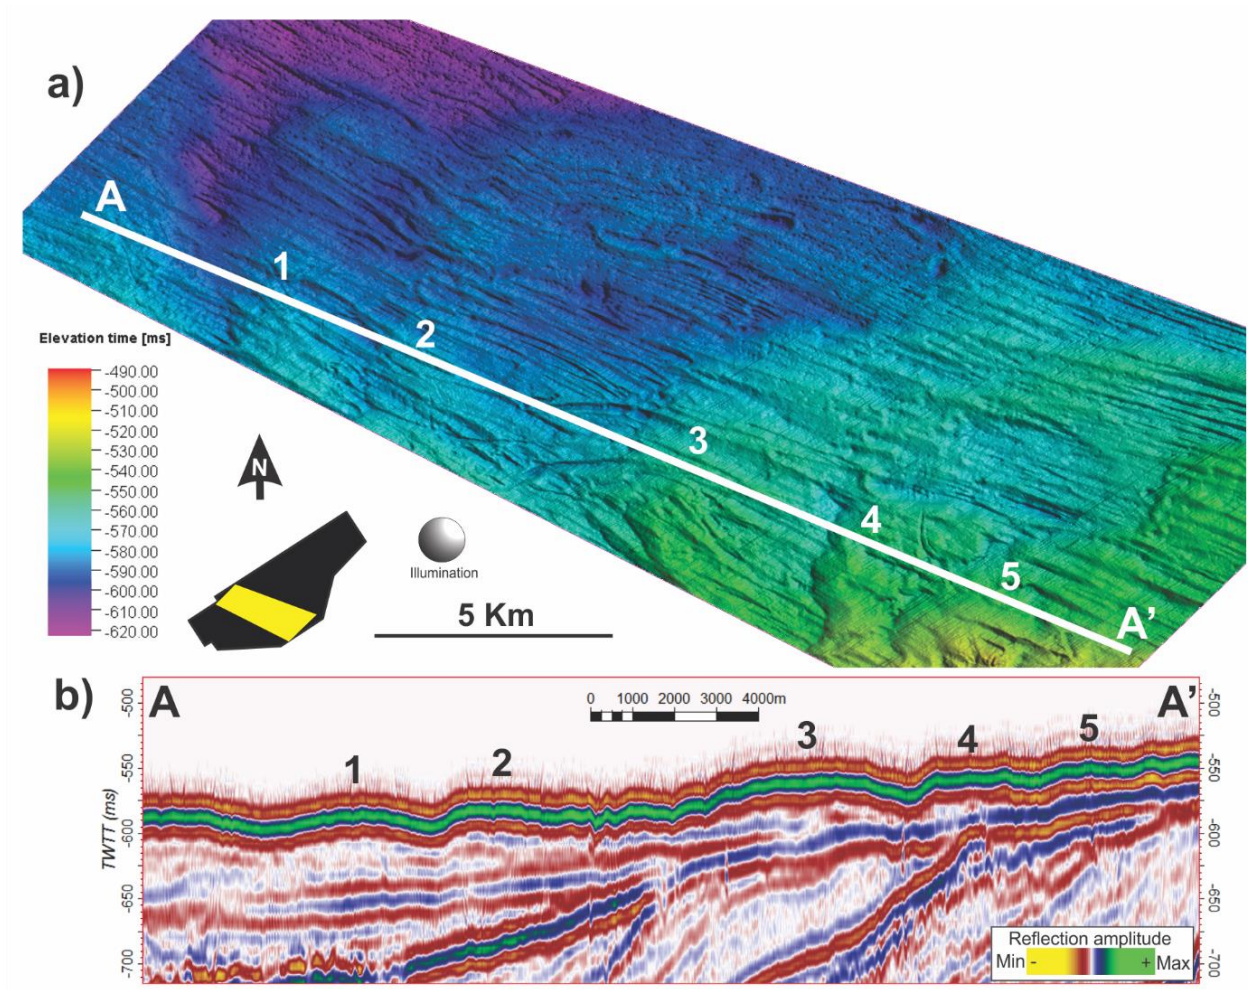 a)
A
1
2
3
4
5
A'
Elevation time [ms]
-490.00
-500.00
-510.00
-520.00
-530.00
-540.00
-550.00
-560.00
-570.00
-580.00
-590.00
-600.00
-610.00
-620.00
N
Illumination
5 Km
b)
A
A'
0 1000 2000 3000 4000m
1
2
3
4
5
TWTT (ms)
-500
-550
-600
-650
-700
-500
-550
-600
-650
-700
Reflection amplitude
Min - + Max